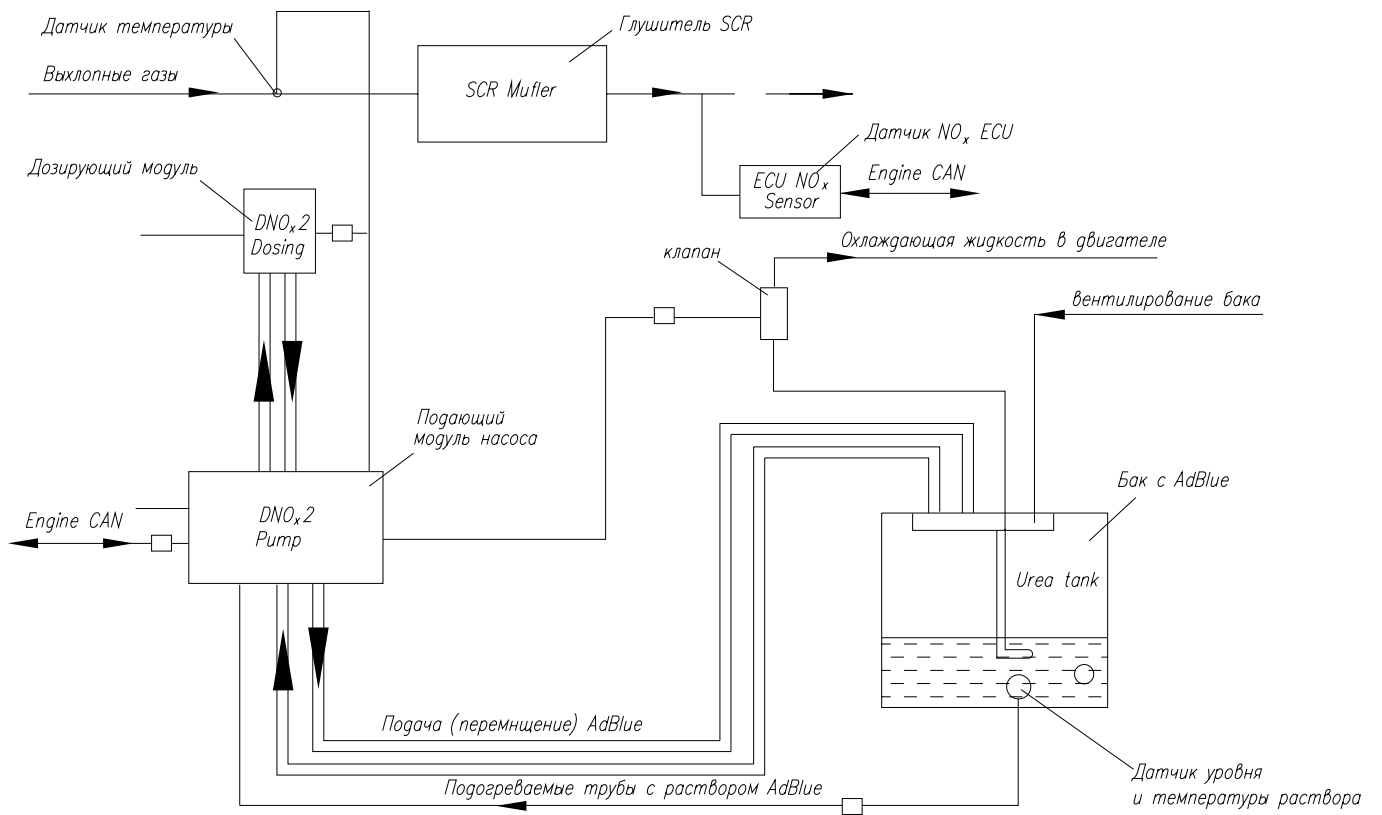 Датчик температуры
Глушитель SCR
Выхлопные газы
SCR Mufler
Датчик NOx ECU
Дозирующий модуль
ECU NOx
Sensor
Engine CAN
DNOx2
Dosing
Охлаждающая жидкость в двигателе
клапан
вентилирование бака
Подающий
модуль насоса
Бак с AdBlue
Engine CAN
DNOx2
Pump
Urea tank
Подача (перемнщение) AdBlue
Подогреваемые трубы с раствором AdBlue
Датчик уровня
и температуры раствора